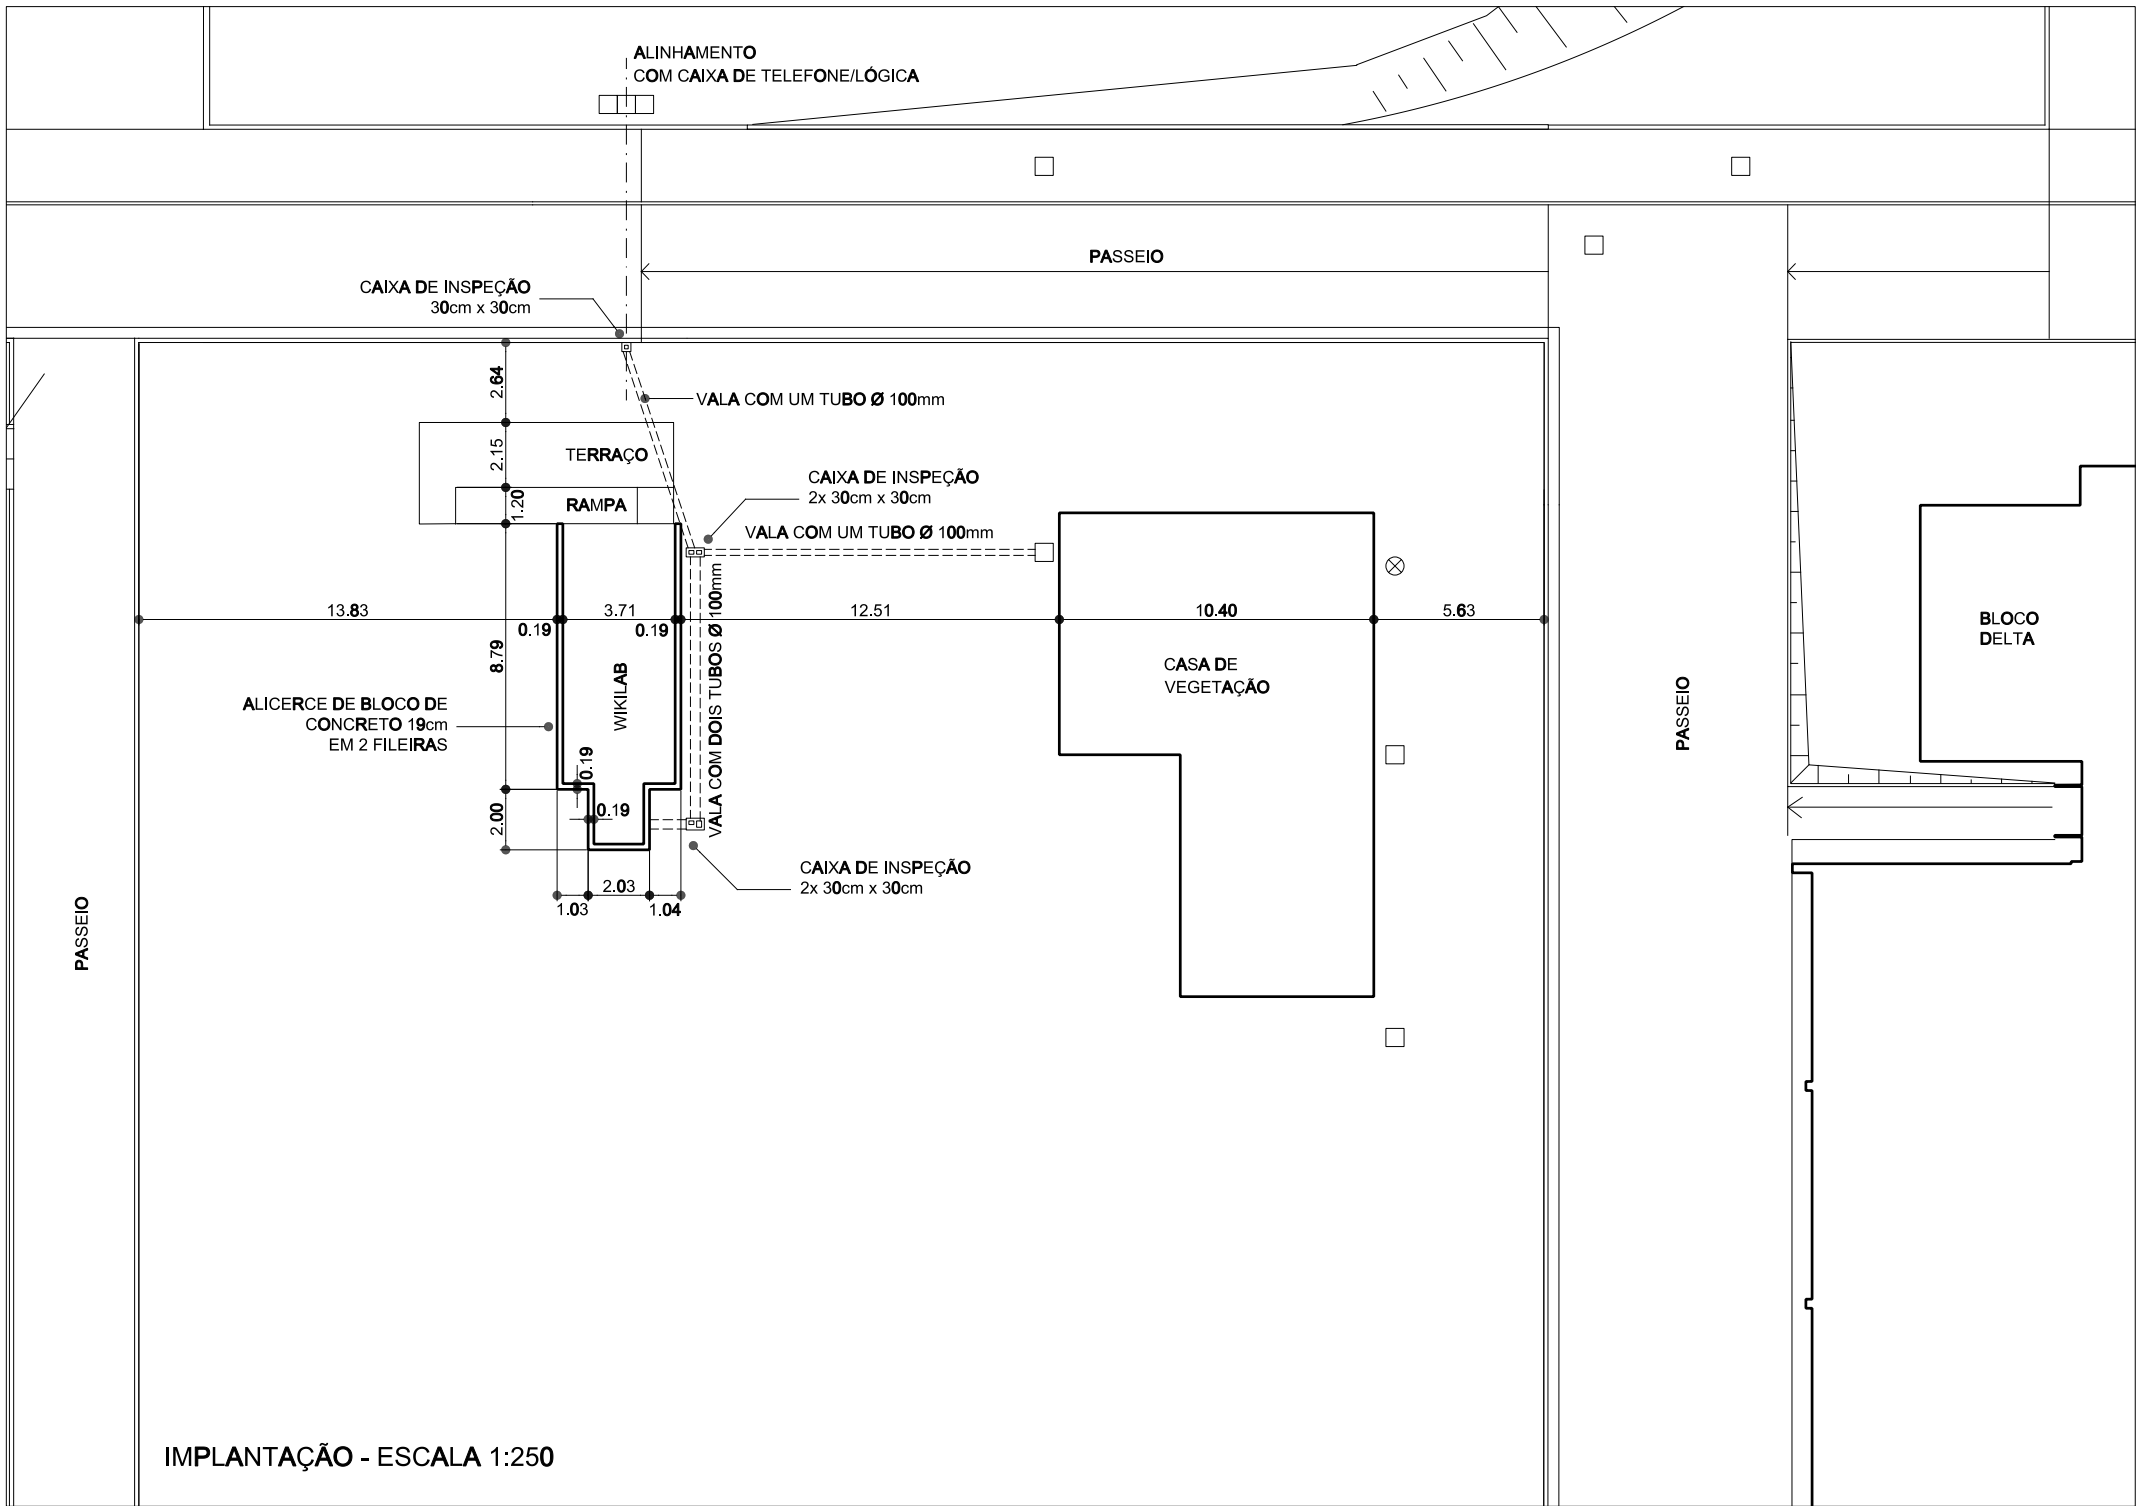 ALINHAMENTO
COM CAIXA DE TELEFONE/LÓGICA
PASSEIO
CAIXA DE INSPEÇÃO
30cm x 30cm
2.64
VALA COM UM TUBO Ø 100mm
2.15
TERRAÇO
CAIXA DE INSPEÇÃO
2x 30cm x 30cm
1.20
RAMPA
VALA COM UM TUBO Ø 100mm
13.83
3.71
12.51
10.40
5.63
0.19
0.19
8.79
WIKILAB
VALA COM DOIS TUBOS Ø 100mm
CASA DE
VEGETAÇÃO
BLOCO
DELTA
PASSEIO
ALICERCE DE BLOCO DE
CONCRETO 19cm
EM 2 FILEIRAS
0.19
0.19
2.00
CAIXA DE INSPEÇÃO
2x 30cm x 30cm
2.03
1.03
1.04
PASSEIO
IMPLANTAÇÃO - ESCALA 1:250